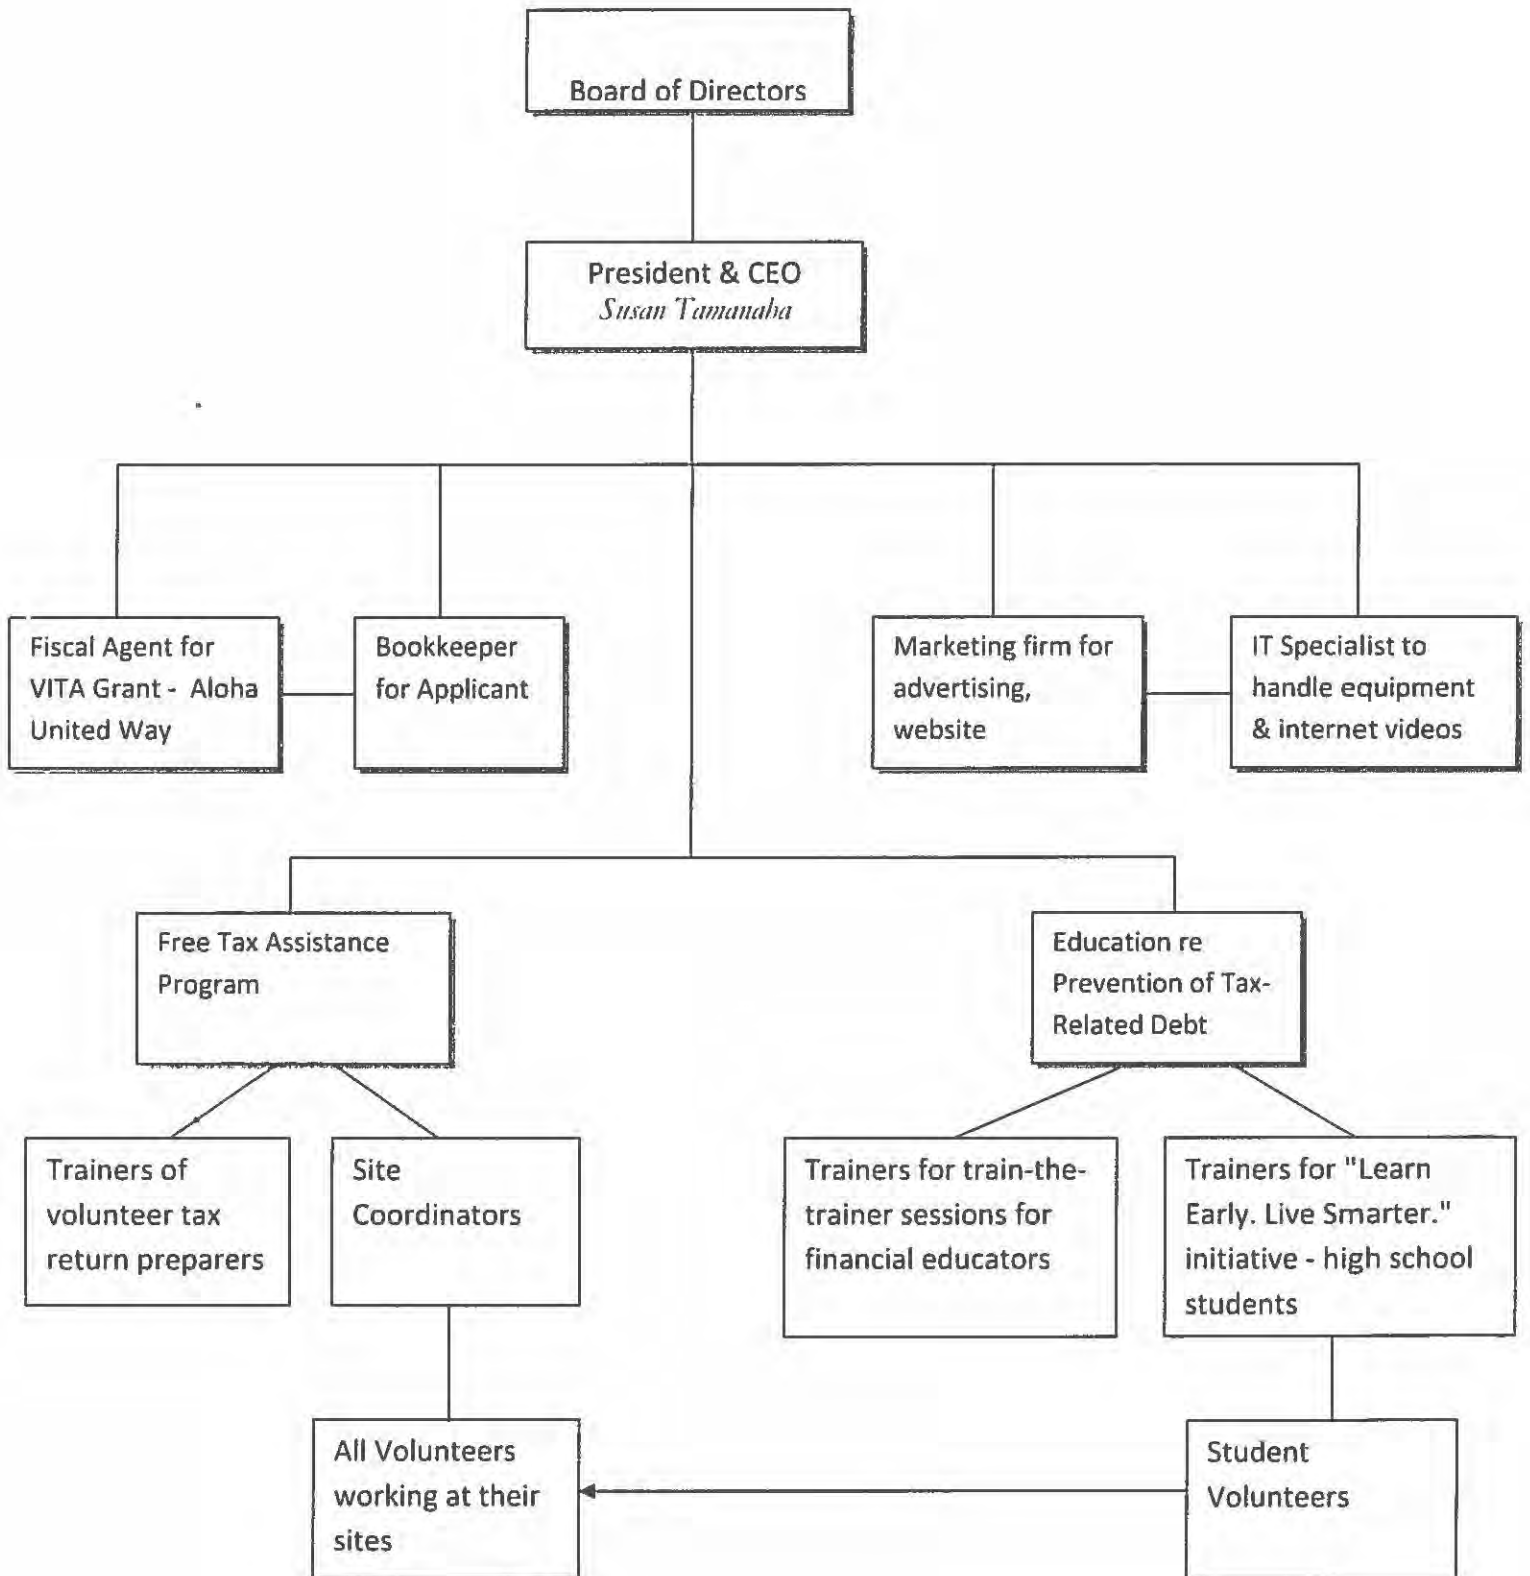 Board of Directors
President & CEO
Susan Tamanaha
Fiscal Agent for
VITA Grant - Aloha
United Way
Bookkeeper
for Applicant
Marketing firm for
advertising,
website
IT Specialist to
handle equipment
& internet videos
Free Tax Assistance
Program
Education re
Prevention of Tax-
Related Debt
Trainers of
volunteer tax
return preparers
Site
Coordinators
Trainers for train-the-
trainer sessions for
financial educators
Trainers for "Learn
Early. Live Smarter."
initiative - high school
students
All Volunteers
working at their
sites
Student
Volunteers